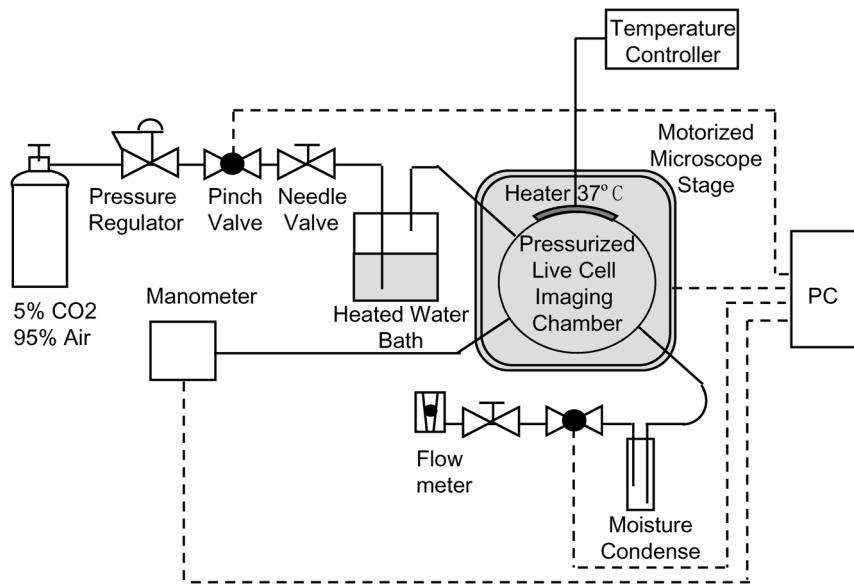 Temperature
Controller
Motorized
Microscope
Stage
Pressure
Regulator
Pinch
Valve
Needle
Valve
Heater 37º C
Pressurized
Live Cell
Imaging
Chamber
PC
5% CO2
95% Air
Manometer
Heated Water
Bath
Flow
meter
Moisture
Condense